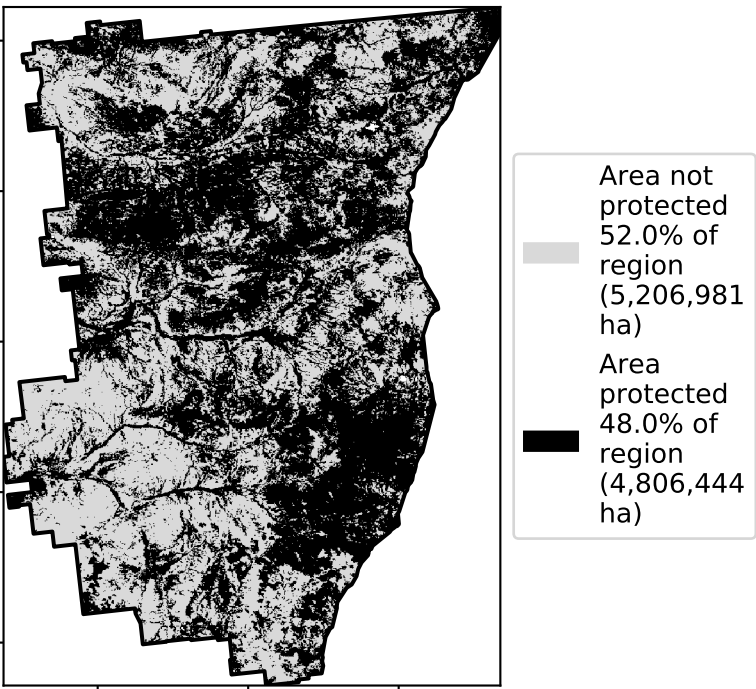 Area not
protected
52.0% of
region
(5,206,981
ha)
Area
protected
48.0% of
region
(4,806,444
ha)